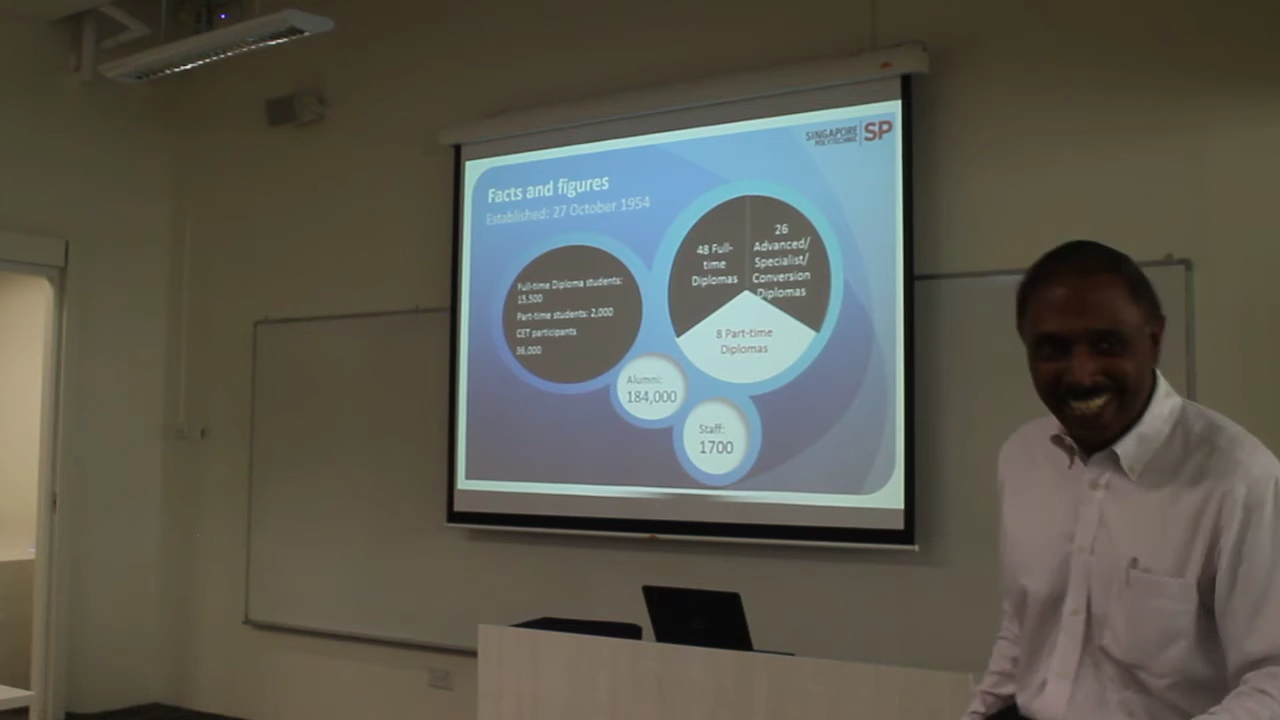 SINGAPORE
POLYTECHNIC
SP
Facts and figures
Established: 27 October 1954
Full-time Diploma students:
15,500
Part-time students: 2,000
CET participants
36,000
48 Full-
time
Diplomas
26
Advanced/
Specialist/
Conversion
Diplomas
8 Part-time
Diplomas
Alumni:
184,000
Staff:
1700